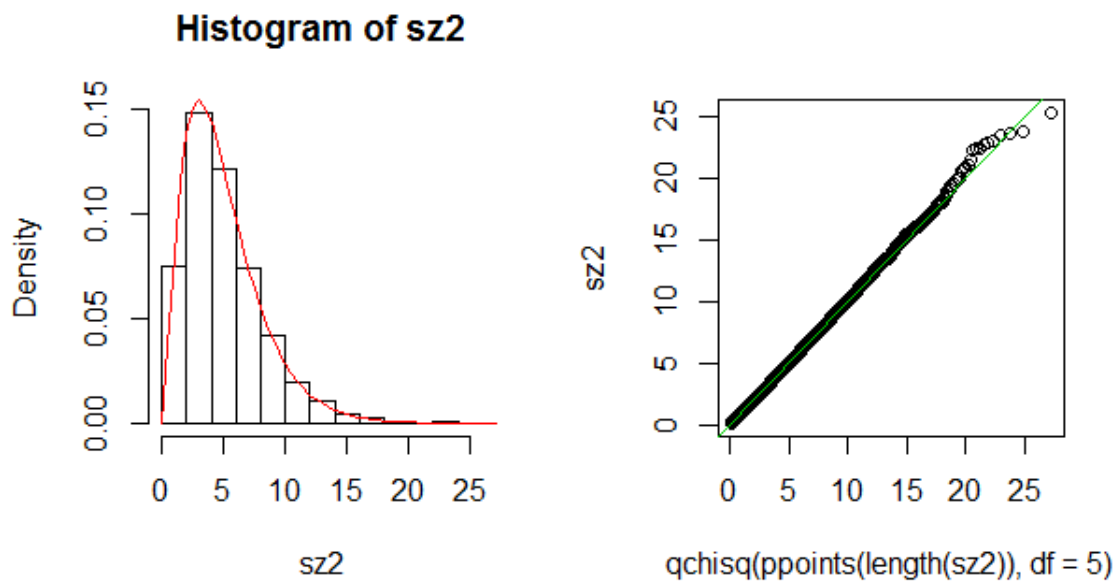 Histogram of sz2
Density
0.00 0.05 0.10 0.15
0 5 10 15 20 25
sz2
sz2
0 5 10 15 20 25
0 5 10 15 20 25
qchisq(ppoints(length(sz2)), df = 5)